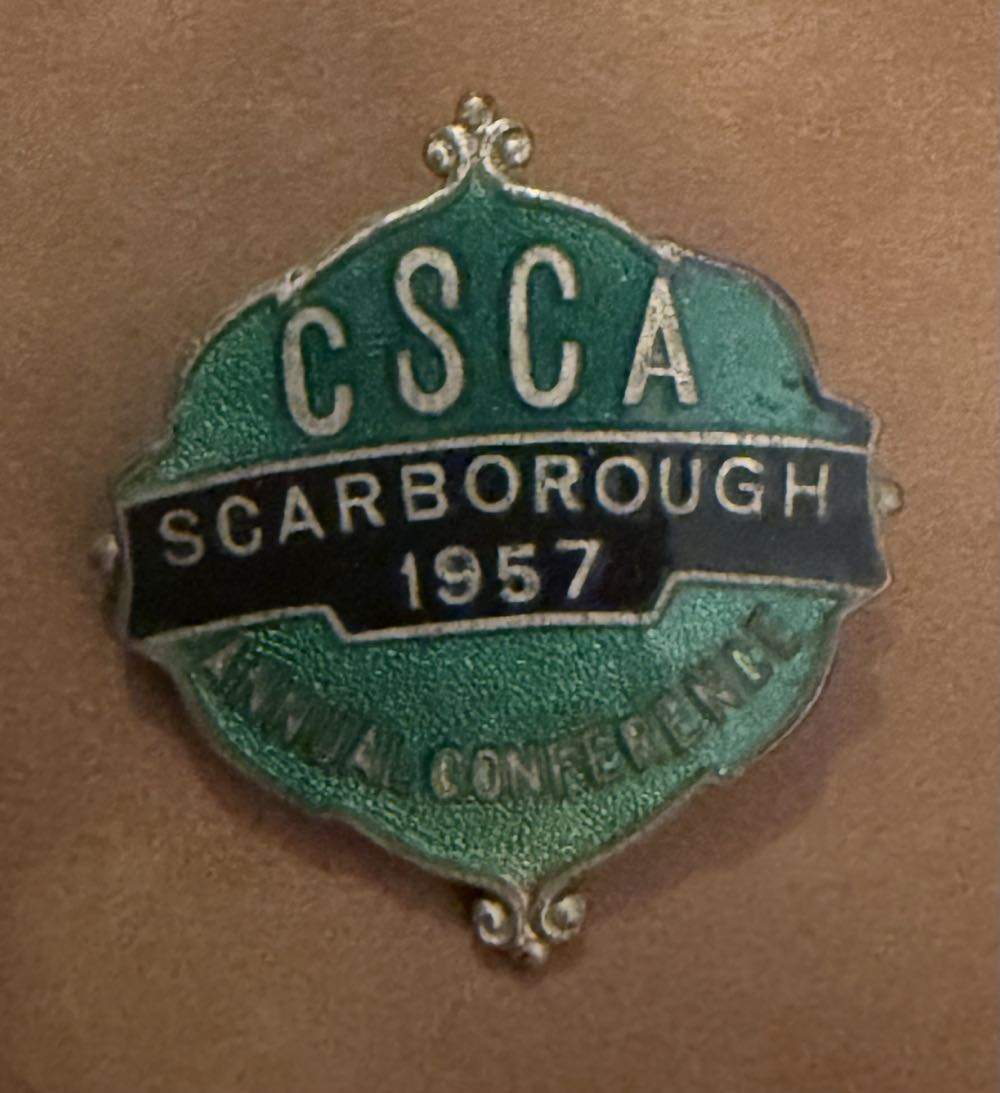 CSCA
SCARBOROUGH
1957
ANNUAL CONFERENCE